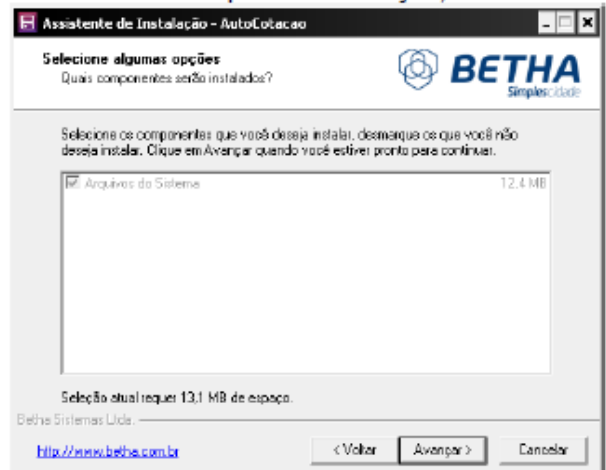 Assistente de Instalação - AutoCotacao
Selecione algumas opções
Quais componentes serão instalados?
BETHA
Simplescidade
Selecione os componentes que você deseja instalar, desmarque os que você não
deseja instalar. Clique em Avançar quando você estiver pronto para continuar.
Arquivos do Sistema 12,4 MB
Seleção atual requer 13,1 MB de espaço.
Betha Sistemas Ltda.
http://www.betha.com.br
< Voltar Avançar > Cancelar